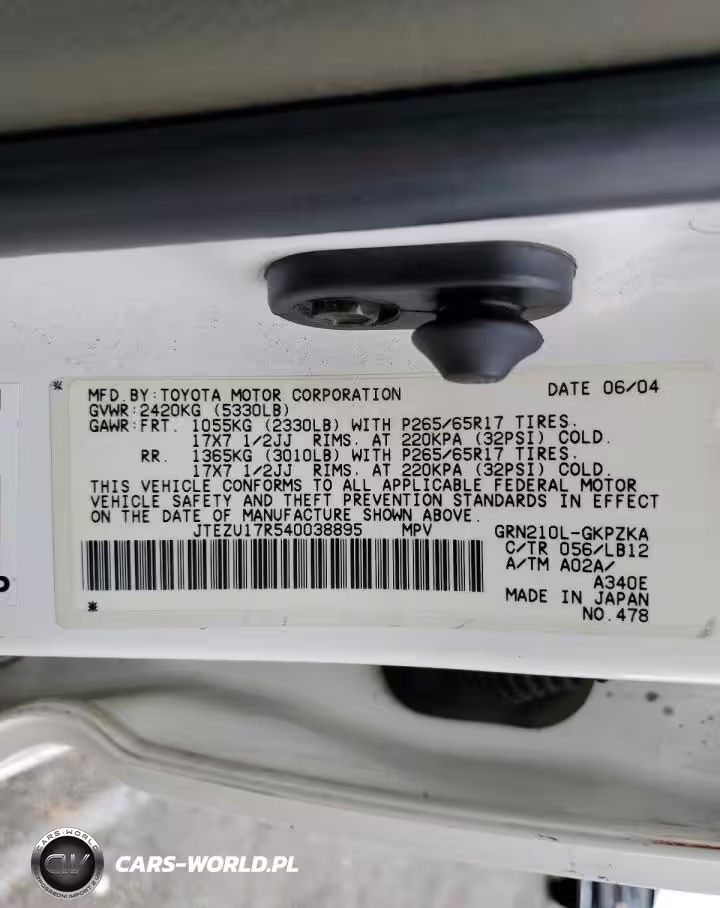 MFD.BY:TOYOTA MOTOR CORPORATION DATE 06/04
GVWR:2420KG (5330LB)
GAWR:FRT. 1055KG (2330LB) WITH P265/65R17 TIRES.
17X7 1/2JJ RIMS. AT 220KPA (32PSI) COLD.
RR. 1365KG (3010LB) WITH P265/65R17 TIRES.
17X7 1/2JJ RIMS. AT 220KPA (32PSI) COLD.
THIS VEHICLE CONFORMS TO ALL APPLICABLE FEDERAL MOTOR
VEHICLE SAFETY AND THEFT PREVENTION STANDARDS IN EFFECT
ON THE DATE OF MANUFACTURE SHOWN ABOVE.
JTEZU17R540038895 MPV GRN210L-GKPZKA
C/TR 056/LB12
A/TM A02A/
A340E
MADE IN JAPAN
NO.478
CARS-WORLD
CW
CARS-WORLD.PL